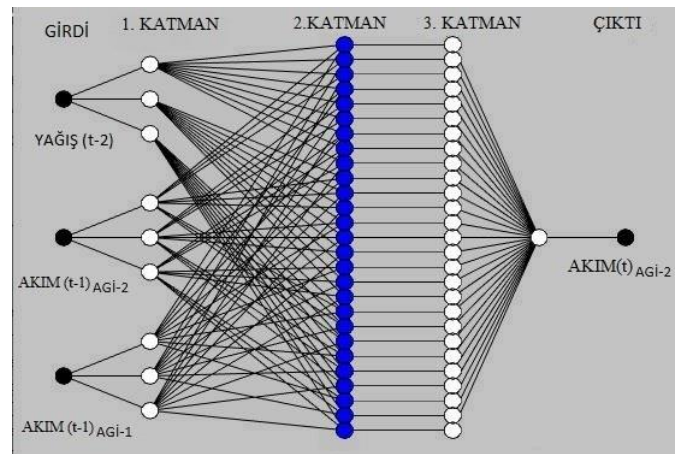 GİRDİ
1. KATMAN
2.KATMAN
3. KATMAN
ÇIKTI
YAĞIŞ (t-2)
AKIM (t-1) AGİ-2
AKIM(t) AGİ-2
AKIM (t-1) AGİ-1